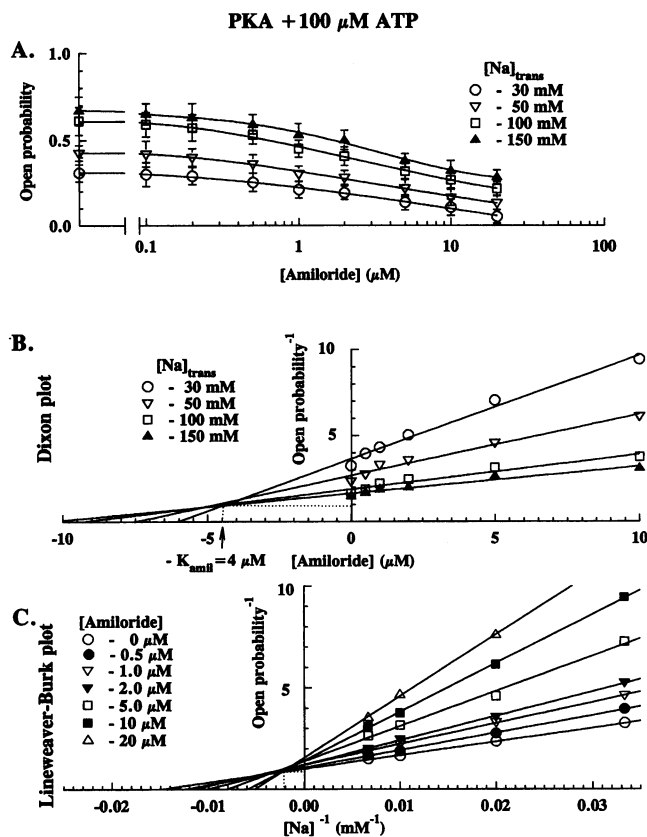 PKA + 100 µM ATP
A.
Open probability
1.0
0.5
0.0
[Na]trans
- 30 mM
- 50 mM
- 100 mM
- 150 mM
0.1
1
10
100
[Amiloride] (µM)
B.
Dixon plot
[Na]trans
- 30 mM
- 50 mM
- 100 mM
- 150 mM
Open probability-1
10
5
-10
-5
0
5
10
- Kamil = 4 µM
[Amiloride] (µM)
C.
Lineweaver-Burk plot
[Amiloride]
- 0 µM
- 0.5 µM
- 1.0 µM
- 2.0 µM
- 5.0 µM
- 10 µM
- 20 µM
Open probability-1
10
5
-0.02
-0.01
0.00
0.01
0.02
0.03
[Na]-1 (mM-1)